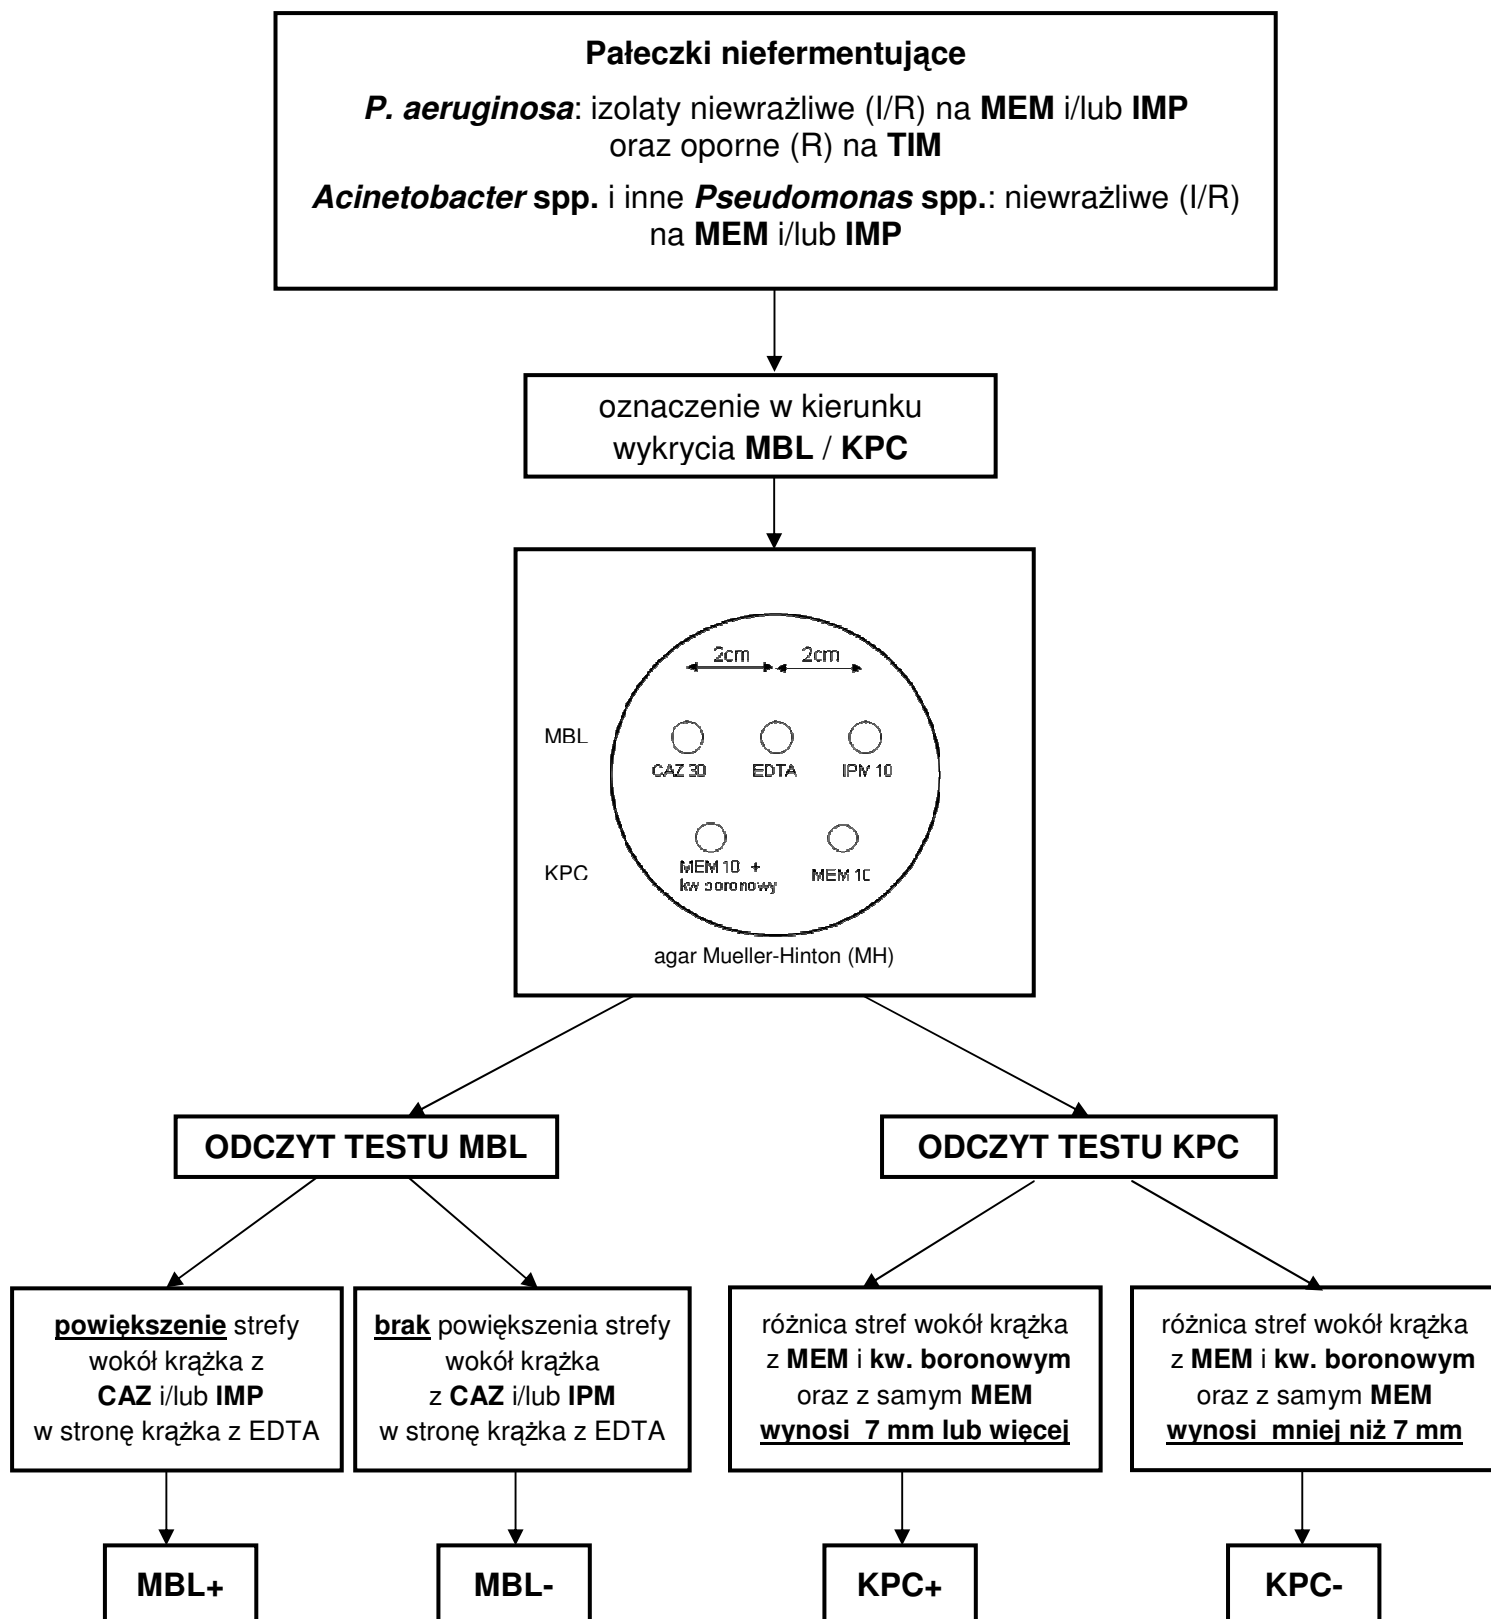 Pałeczki niefermentujące
P. aeruginosa: izolaty niewrażliwe (I/R) na MEM i/lub IMP
oraz oporne (R) na TIM
Acinetobacter spp. i inne Pseudomonas spp.: niewrażliwe (I/R)
na MEM i/lub IMP
oznaczenie w kierunku
wykrycia MBL / KPC
2cm 2cm
MBL
CAZ 30 EDTA IPM 10
KPC
MEM 10 + MEM 10
kw boronowy
agar Mueller-Hinton (MH)
ODCZYT TESTU MBL
ODCZYT TESTU KPC
powiększenie strefy
wokół krążka z
CAZ i/lub IMP
w stronę krążka z EDTA
brak powiększenia strefy
wokół krążka
z CAZ i/lub IPM
w stronę krążka z EDTA
różnica stref wokół krążka
z MEM i kw. boronowym
oraz z samym MEM
wynosi 7 mm lub więcej
różnica stref wokół krążka
z MEM i kw. boronowym
oraz z samym MEM
wynosi mniej niż 7 mm
MBL+
MBL-
KPC+
KPC-